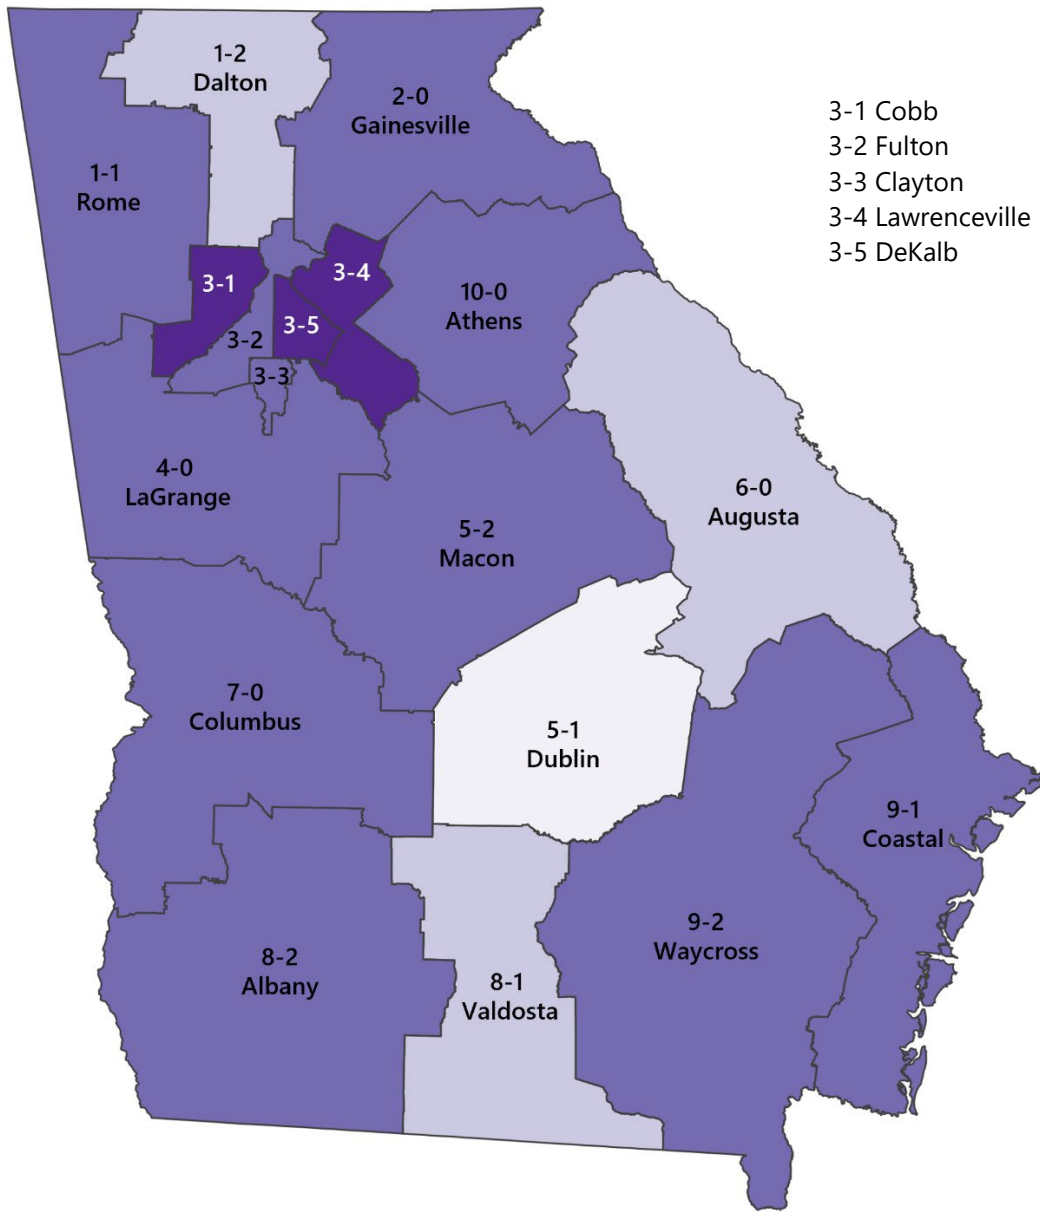 1-2
Dalton
2-0
Gainesville
3-1 Cobb
3-2 Fulton
3-3 Clayton
3-4 Lawrenceville
3-5 DeKalb
1-1
Rome
3-1
3-4
10-0
Athens
3-2
3-5
3-3
4-0
LaGrange
6-0
Augusta
5-2
Macon
7-0
Columbus
5-1
Dublin
9-1
Coastal
9-2
Waycross
8-2
Albany
8-1
Valdosta